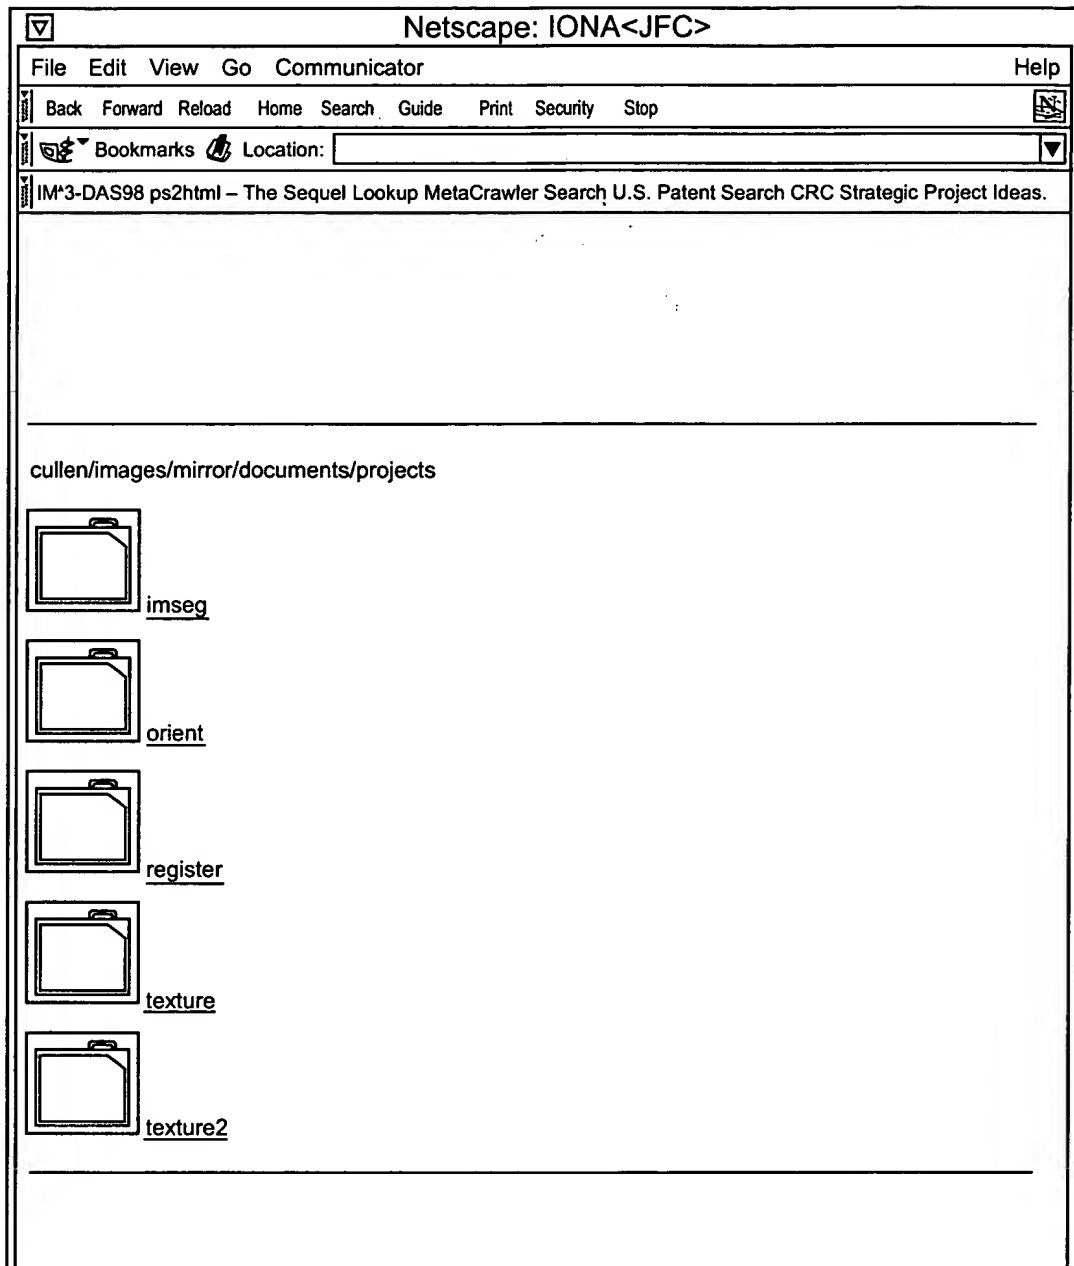 Netscape: IONA<JFC>
File Edit View Go Communicator Help
Back Forward Reload Home Search Guide Print Security Stop N
Bookmarks Location:
IM^3-DAS98 ps2html – The Sequel Lookup MetaCrawler Search U.S. Patent Search CRC Strategic Project Ideas.
cullen/images/mirror/documents/projects
imseg
orient
register
texture
texture2